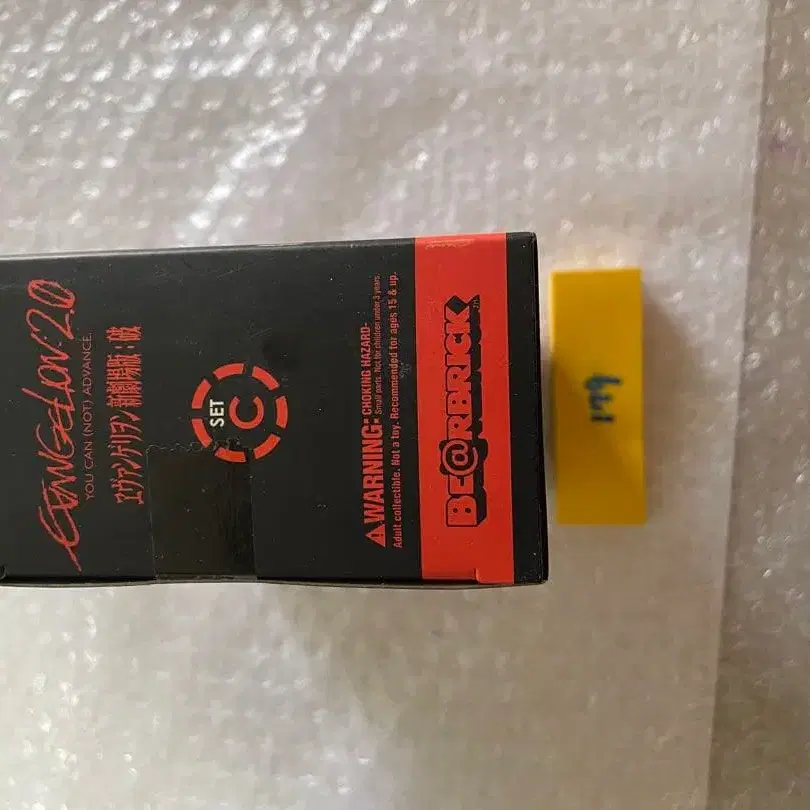 EVANGELION:2.0
YOU CAN (NOT) ADVANCE.
ヱヴァンゲリヲン新劇場版：破
SET
C
⚠WARNING: CHOKING HAZARD-
Small parts. Not for children under 3 years.
Adult collectible. Not a toy. Recommended for ages 15 & up.
BE@RBRICK